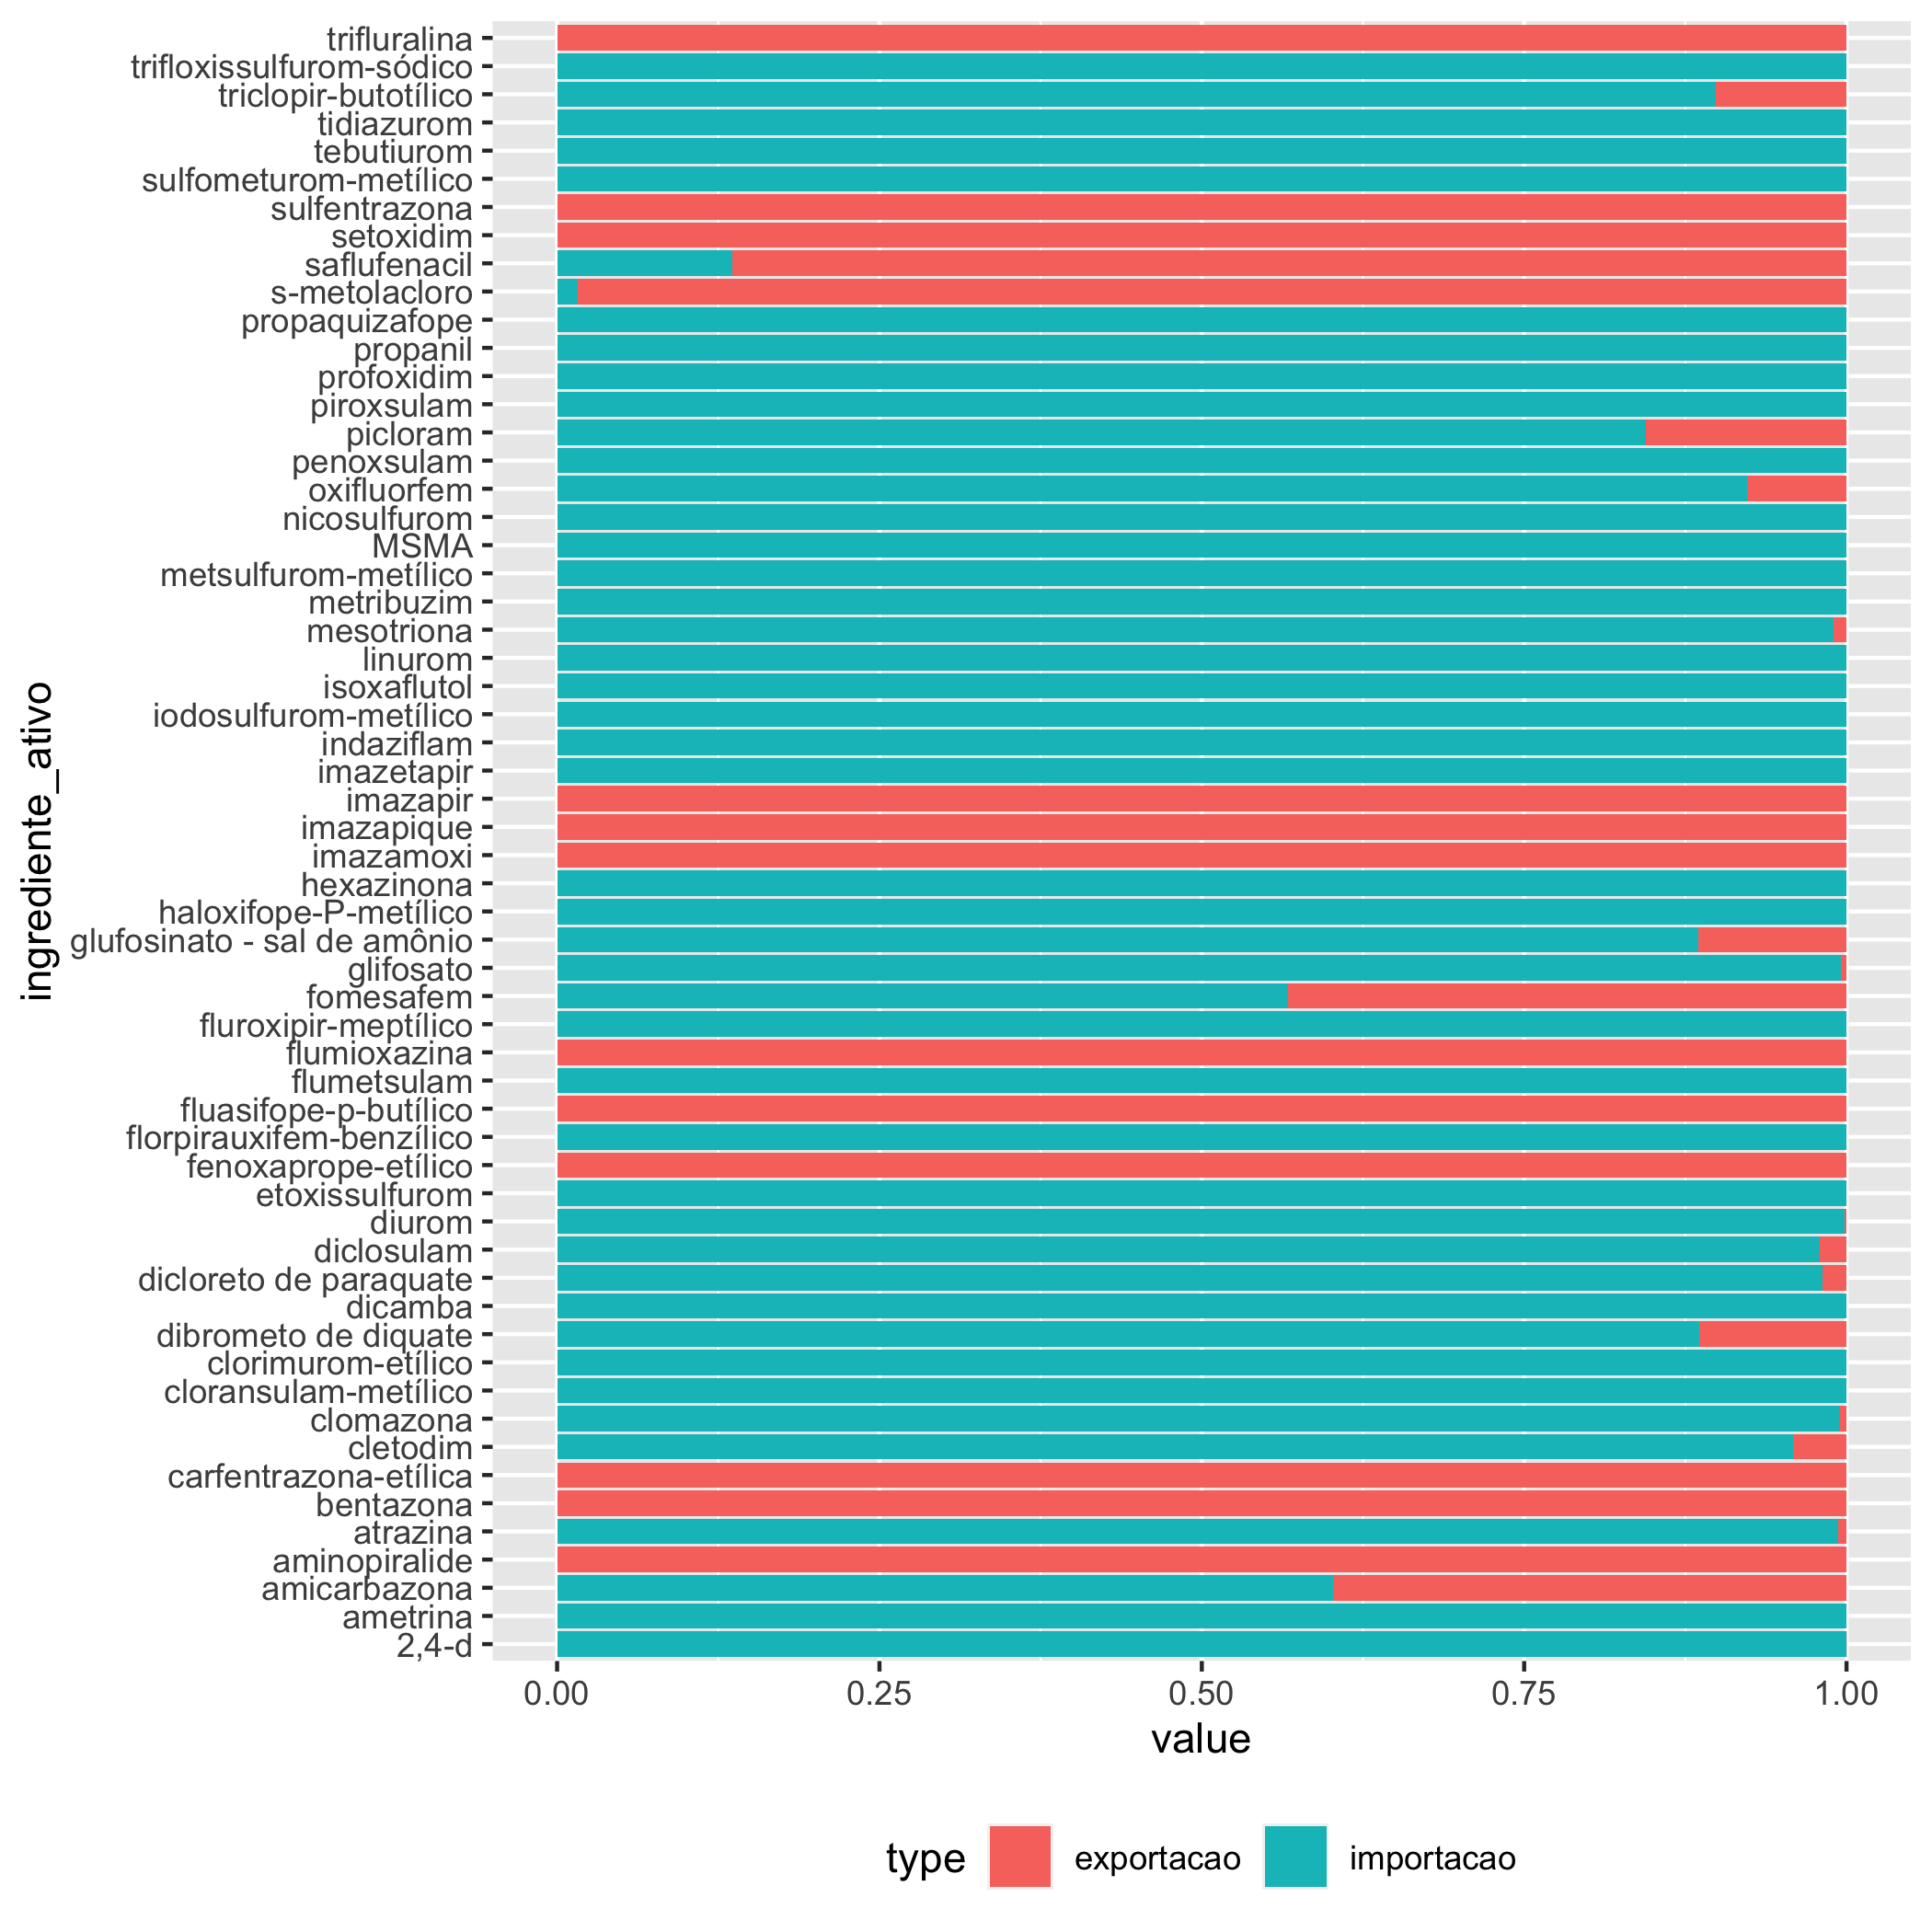 trifluralina
trifloxissulfurom-sódico
triclopir-butotílico
tidiazurom
tebutiurom
sulfometurom-metílico
sulfentrazona
setoxidim
saflufenacil
s-metolacloro
propaquizafope
propanil
profoxidim
piroxsulam
picloram
penoxsulam
oxifluorfem
nicosulfurom
MSMA
metsulfurom-metílico
metribuzim
mesotriona
linurom
isoxaflutol
iodosulfurom-metílico
indaziflam
imazetapir
imazapir
imazapique
imazamoxi
hexazinona
haloxifope-P-metílico
glufosinato - sal de amônio
glifosato
fomesafem
fluroxipir-meptílico
flumioxazina
flumetsulam
fluasifope-p-butílico
florpirauxifem-benzílico
fenoxaprope-etílico
etoxissulfurom
diurom
diclosulam
dicloreto de paraquate
dicamba
dibrometo de diquate
clorimurom-etílico
cloransulam-metílico
clomazona
cletodim
carfentrazona-etílica
bentazona
atrazina
aminopiralide
amicarbazona
ametrina
2,4-d
ingrediente_ativo
0.00 0.25 0.50 0.75 1.00
value
type exportacao importacao